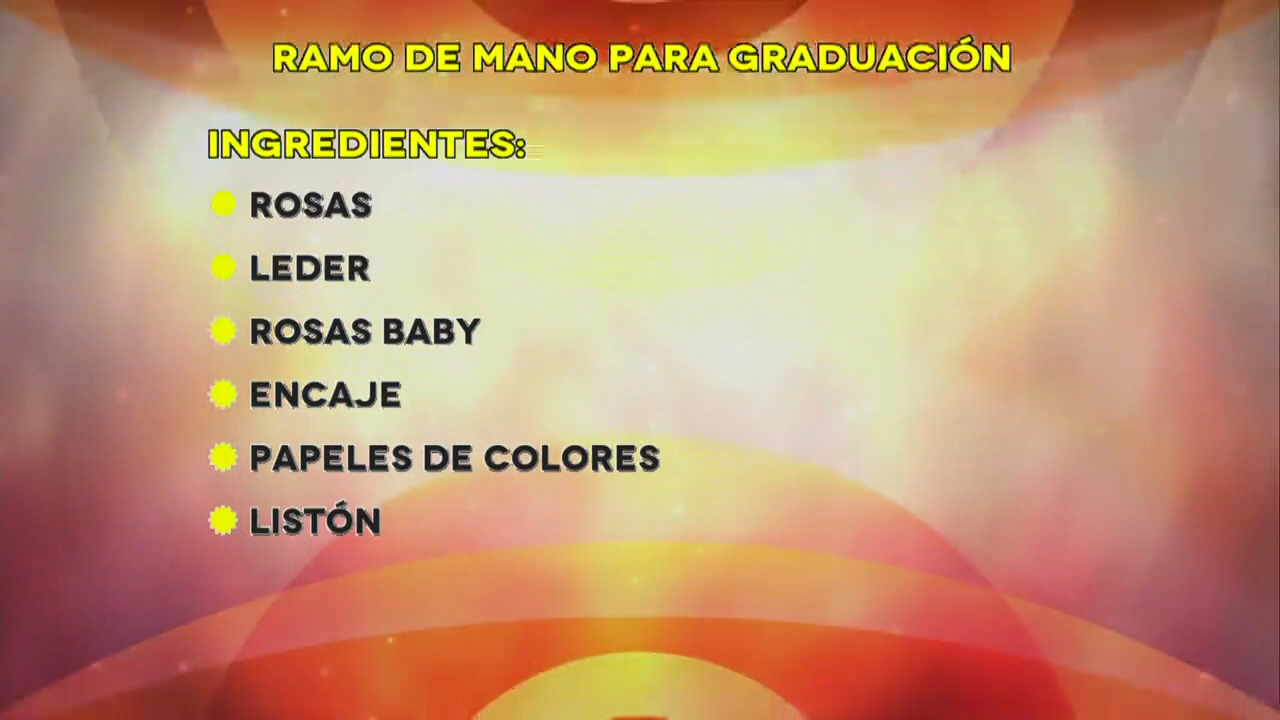 RAMO DE MANO PARA GRADUACIÓN
INGREDIENTES:
ROSAS
LEDER
ROSAS BABY
ENCAJE
PAPELES DE COLORES
LISTÓN